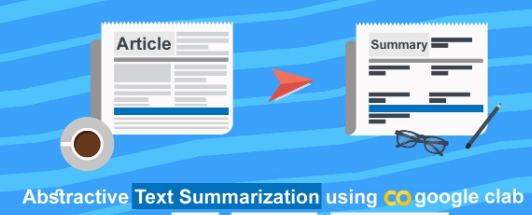 Article
Summary
Abstractive Text Summarization using CO google clab